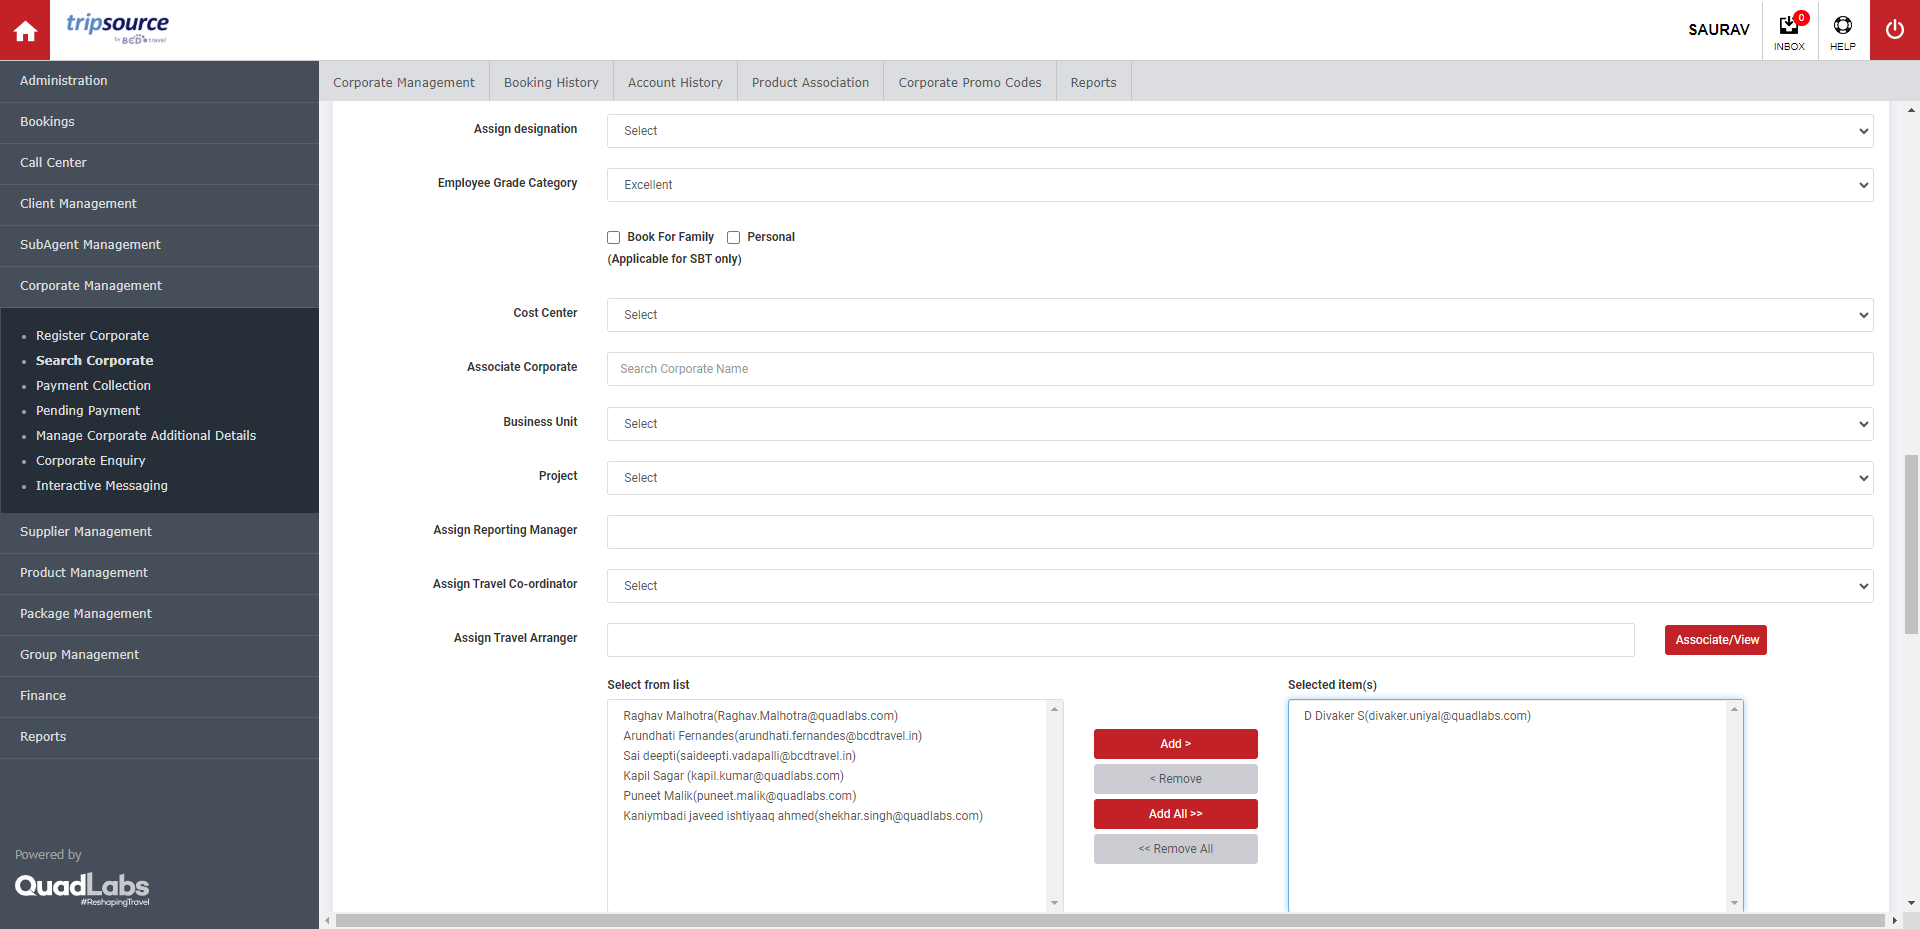 tripsource
by BCD travel
SAURAV
0
INBOX
HELP
Administration
Bookings
Call Center
Client Management
SubAgent Management
Corporate Management
Register Corporate
Search Corporate
Payment Collection
Pending Payment
Manage Corporate Additional Details
Corporate Enquiry
Interactive Messaging
Supplier Management
Product Management
Package Management
Group Management
Finance
Reports
Powered by
QuadLabs
#ReshapingTravel
Corporate Management
Booking History
Account History
Product Association
Corporate Promo Codes
Reports
Assign designation
Select
Employee Grade Category
Excellent
Book For Family
Personal
(Applicable for SBT only)
Cost Center
Select
Associate Corporate
Search Corporate Name
Business Unit
Select
Project
Select
Assign Reporting Manager
Assign Travel Co-ordinator
Select
Assign Travel Arranger
Associate/View
Select from list
Raghav Malhotra(Raghav.Malhotra@quadlabs.com)
Arundhati Fernandes(arundhati.fernandes@bcdtravel.in)
Sai deepti(saideepti.vadapalli@bcdtravel.in)
Kapil Sagar (kapil.kumar@quadlabs.com)
Puneet Malik(puneet.malik@quadlabs.com)
Kaniymbadi javeed ishtiyaaq ahmed(shekhar.singh@quadlabs.com)
Add >
< Remove
Add All >>
<< Remove All
Selected item(s)
D Divaker S(divaker.uniyal@quadlabs.com)